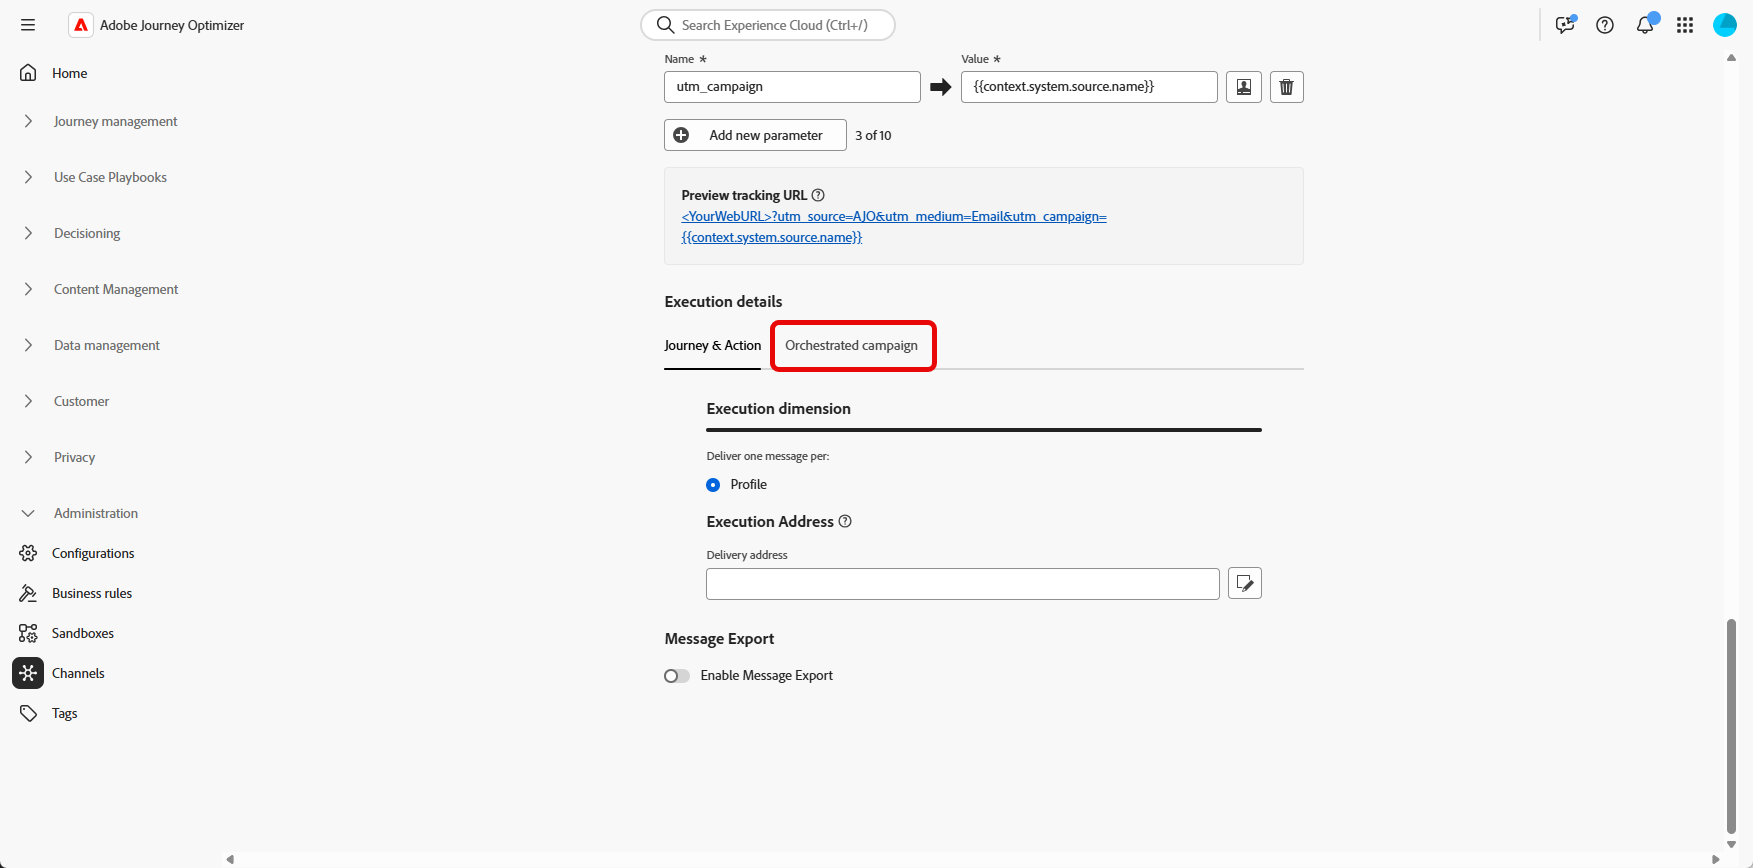 Adobe Journey Optimizer
Search Experience Cloud (Ctrl+/)
Home
Journey management
Use Case Playbooks
Decisioning
Content Management
Data management
Customer
Privacy
Administration
Configurations
Business rules
Sandboxes
Channels
Tags
Name *
Value *
utm_campaign
{{context.system.source.name}}
Add new parameter
3 of 10
Preview tracking URL
<YourWebURL>?utm_source=AJO&utm_medium=Email&utm_campaign=
{{context.system.source.name}}
Execution details
Journey & Action
Orchestrated campaign
Execution dimension
Deliver one message per:
Profile
Execution Address
Delivery address
Message Export
Enable Message Export